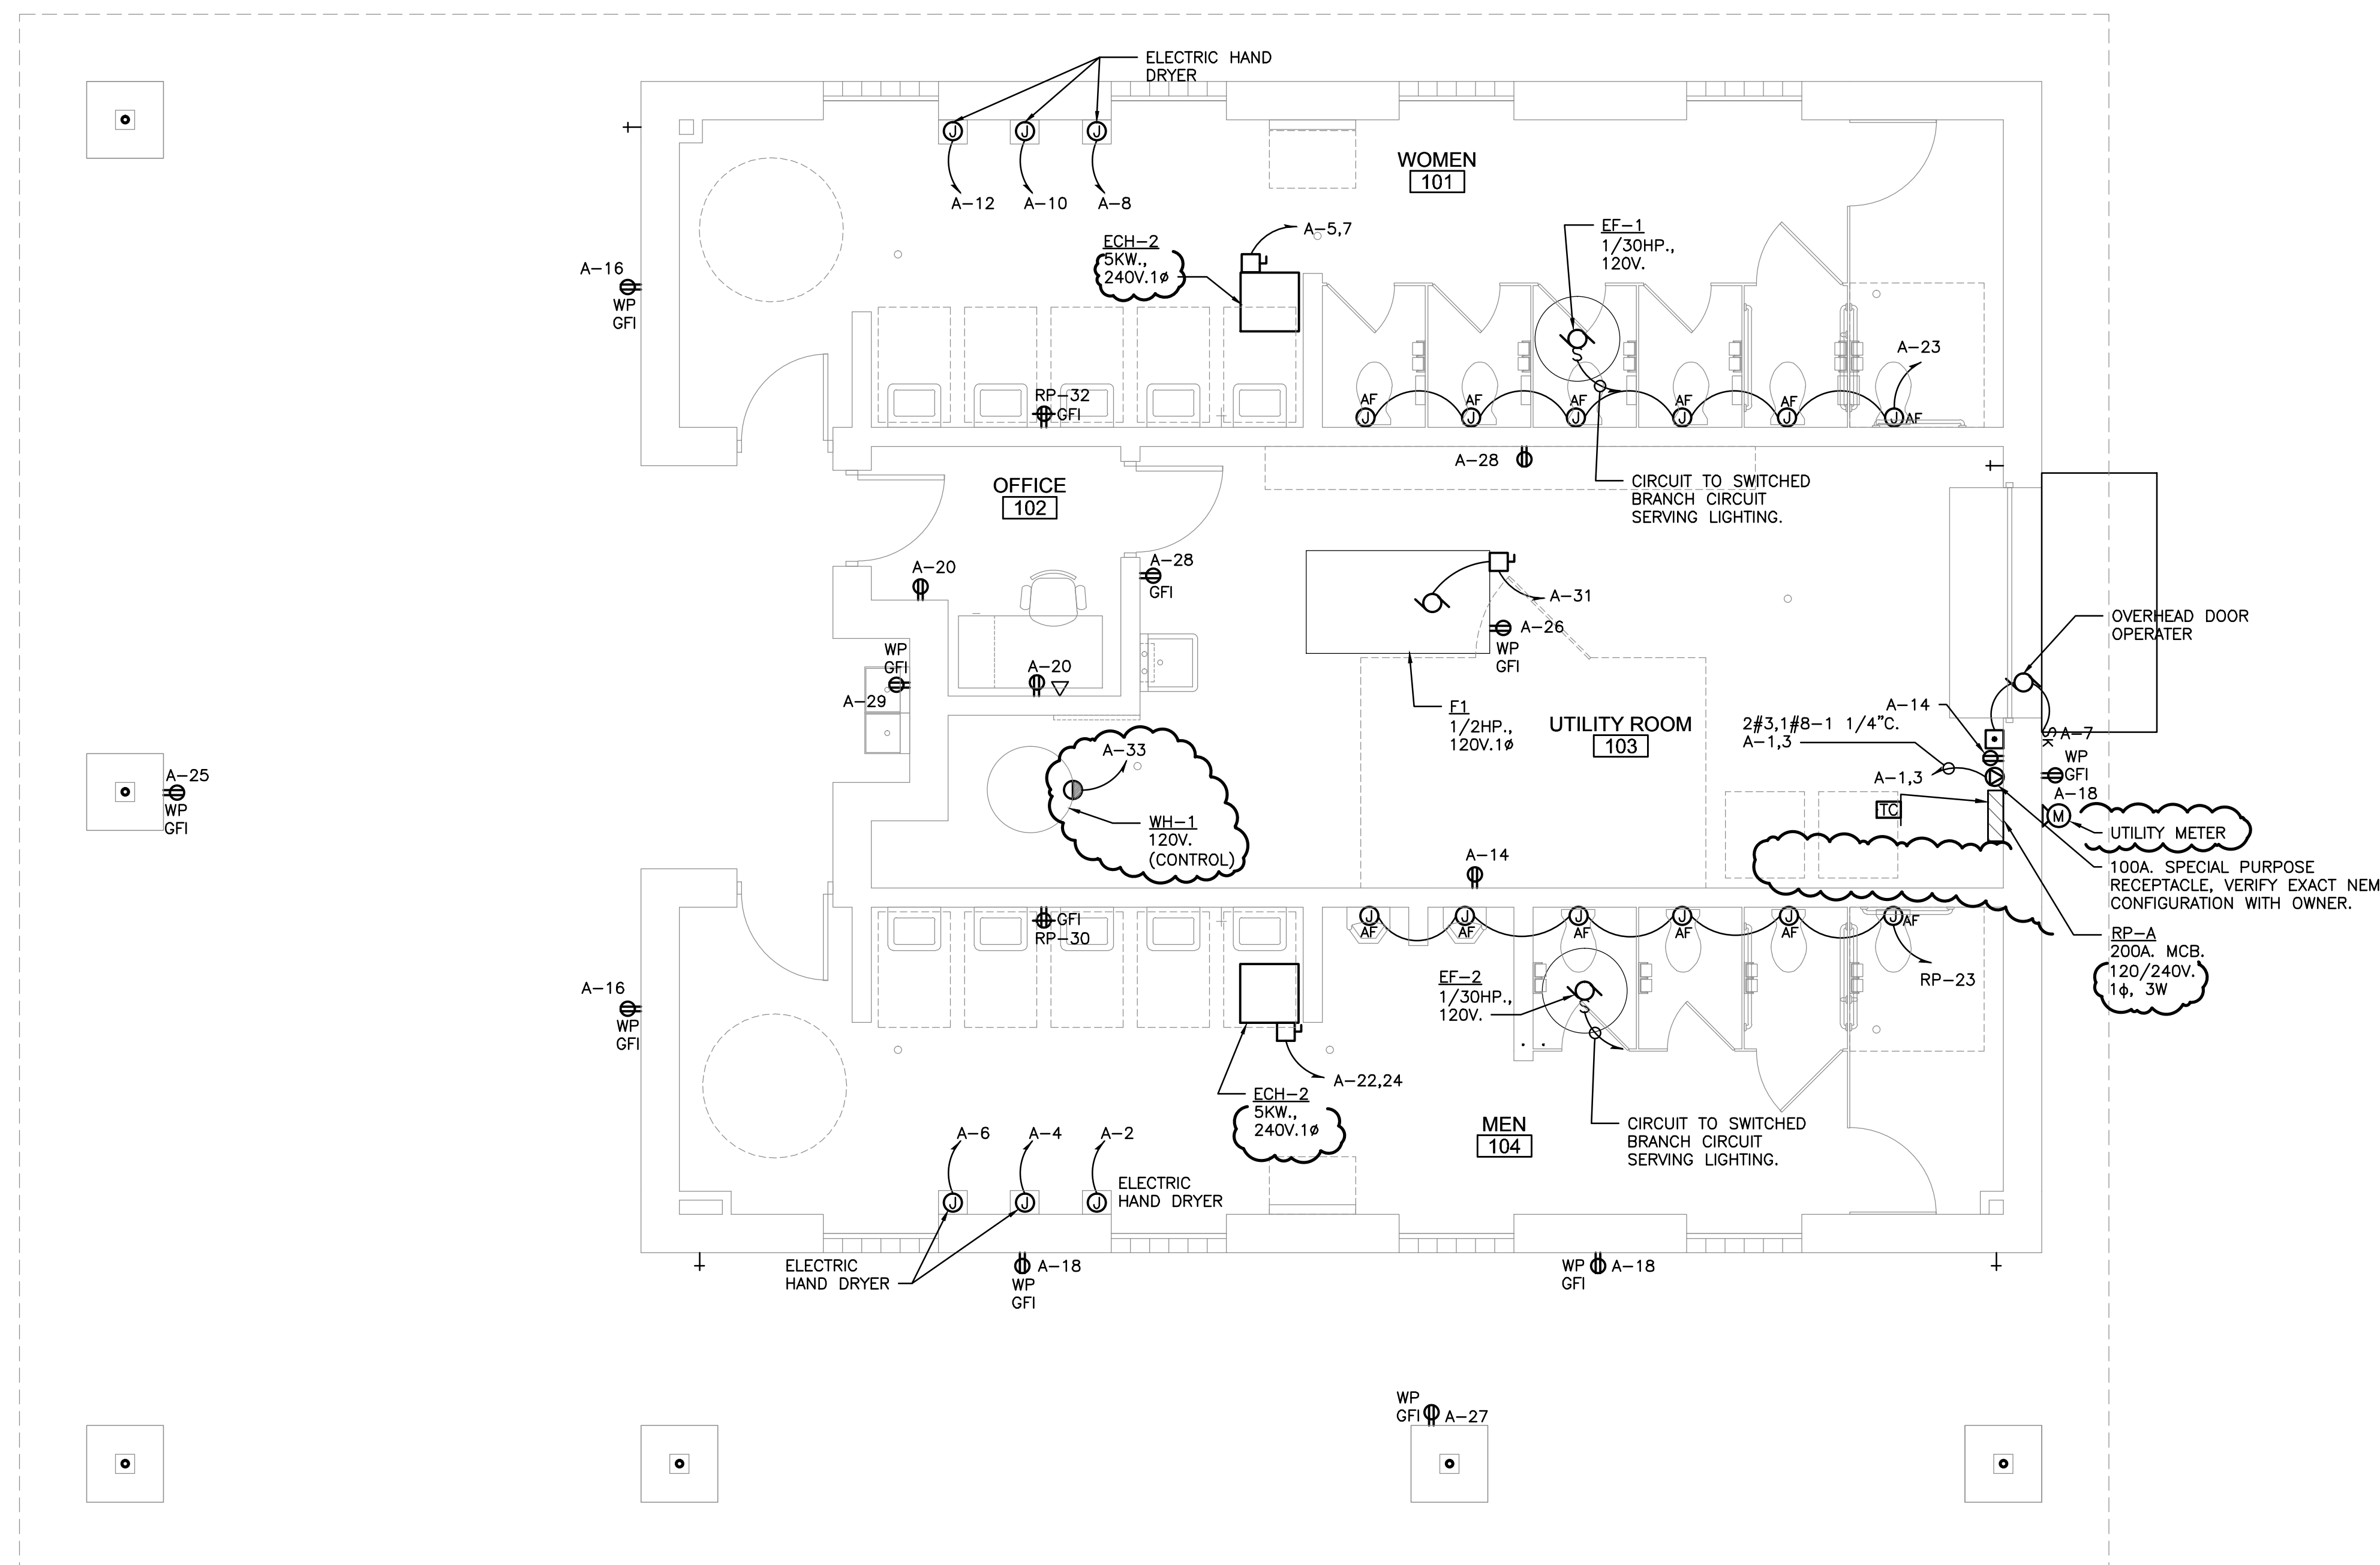 ELECTRIC HAND
DRYER
J
J
J
A-12
A-10
A-8
WOMEN
101
A-16
WP
GFI
ECH-2
5KW.,
240V.1ø
A-5,7
EF-1
1/30HP.,
120V.
S
A-23
RP-32
GFI
AF
AF
AF
AF
AF
AF
J
J
J
J
J
J
A-28
CIRCUIT TO SWITCHED
BRANCH CIRCUIT
SERVING LIGHTING.
OFFICE
102
A-20
A-28
GFI
A-31
A-26
WP
GFI
OVERHEAD DOOR
OPERATER
WP
GFI
A-29
A-20
F1
1/2HP.,
120V.1ø
UTILITY ROOM
103
A-14
2#3,1#8-1 1/4"C.
A-1,3
SK
A-7
WP
GFI
A-1,3
A-18
TC
M
UTILITY METER
A-25
WP
GFI
A-33
WH-1
120V.
(CONTROL)
A-14
100A. SPECIAL PURPOSE
RECEPTACLE, VERIFY EXACT NEM
CONFIGURATION WITH OWNER.
RP-A
200A. MCB.
120/240V.
1ϕ, 3W
GFI
RP-30
J
J
J
J
J
J
AF
AF
AF
AF
AF
AF
RP-23
A-16
WP
GFI
EF-2
1/30HP.,
120V.
S
A-22,24
ECH-2
5KW.,
240V.1ø
MEN
104
CIRCUIT TO SWITCHED
BRANCH CIRCUIT
SERVING LIGHTING.
A-6
A-4
A-2
J
J
J
ELECTRIC
HAND DRYER
ELECTRIC
HAND DRYER
A-18
WP
GFI
WP
GFI
A-18
WP
GFI
A-27